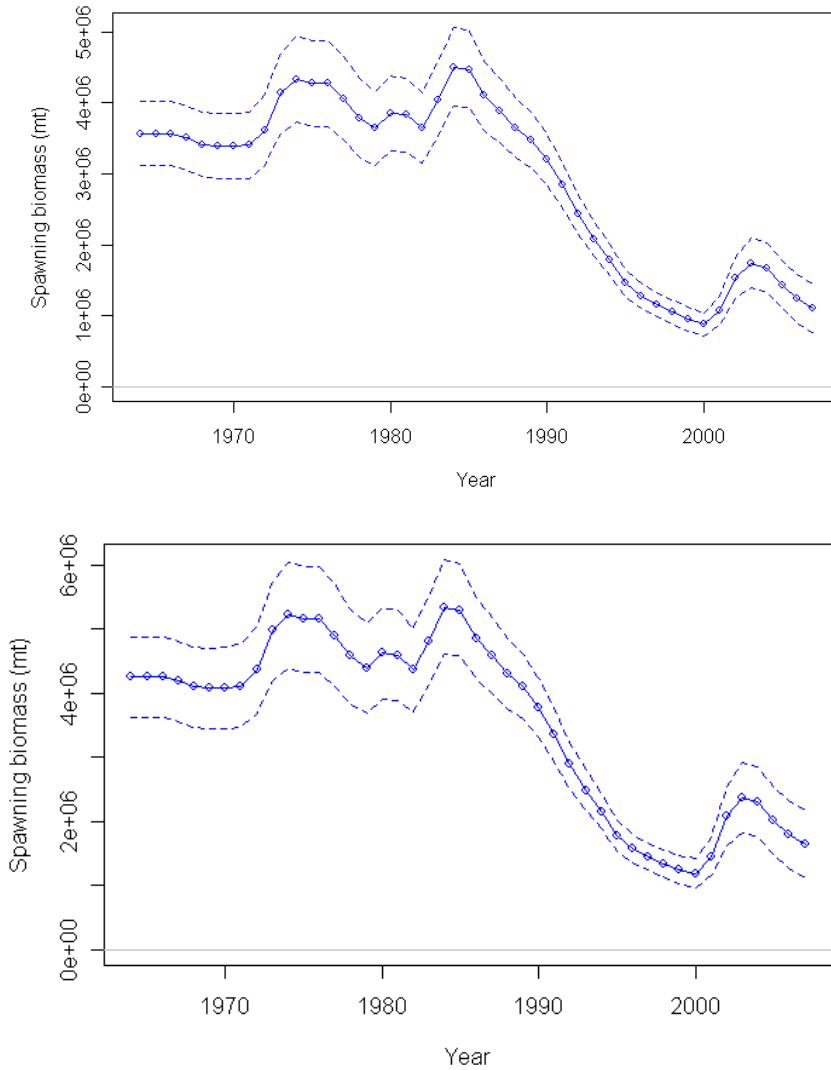 5e+06
4e+06
3e+06
2e+06
1e+06
0e+00
Spawning biomass (mt)
1970 1980 1990 2000
Year
6e+06
4e+06
2e+06
0e+00
Spawning biomass (mt)
1970 1980 1990 2000
Year